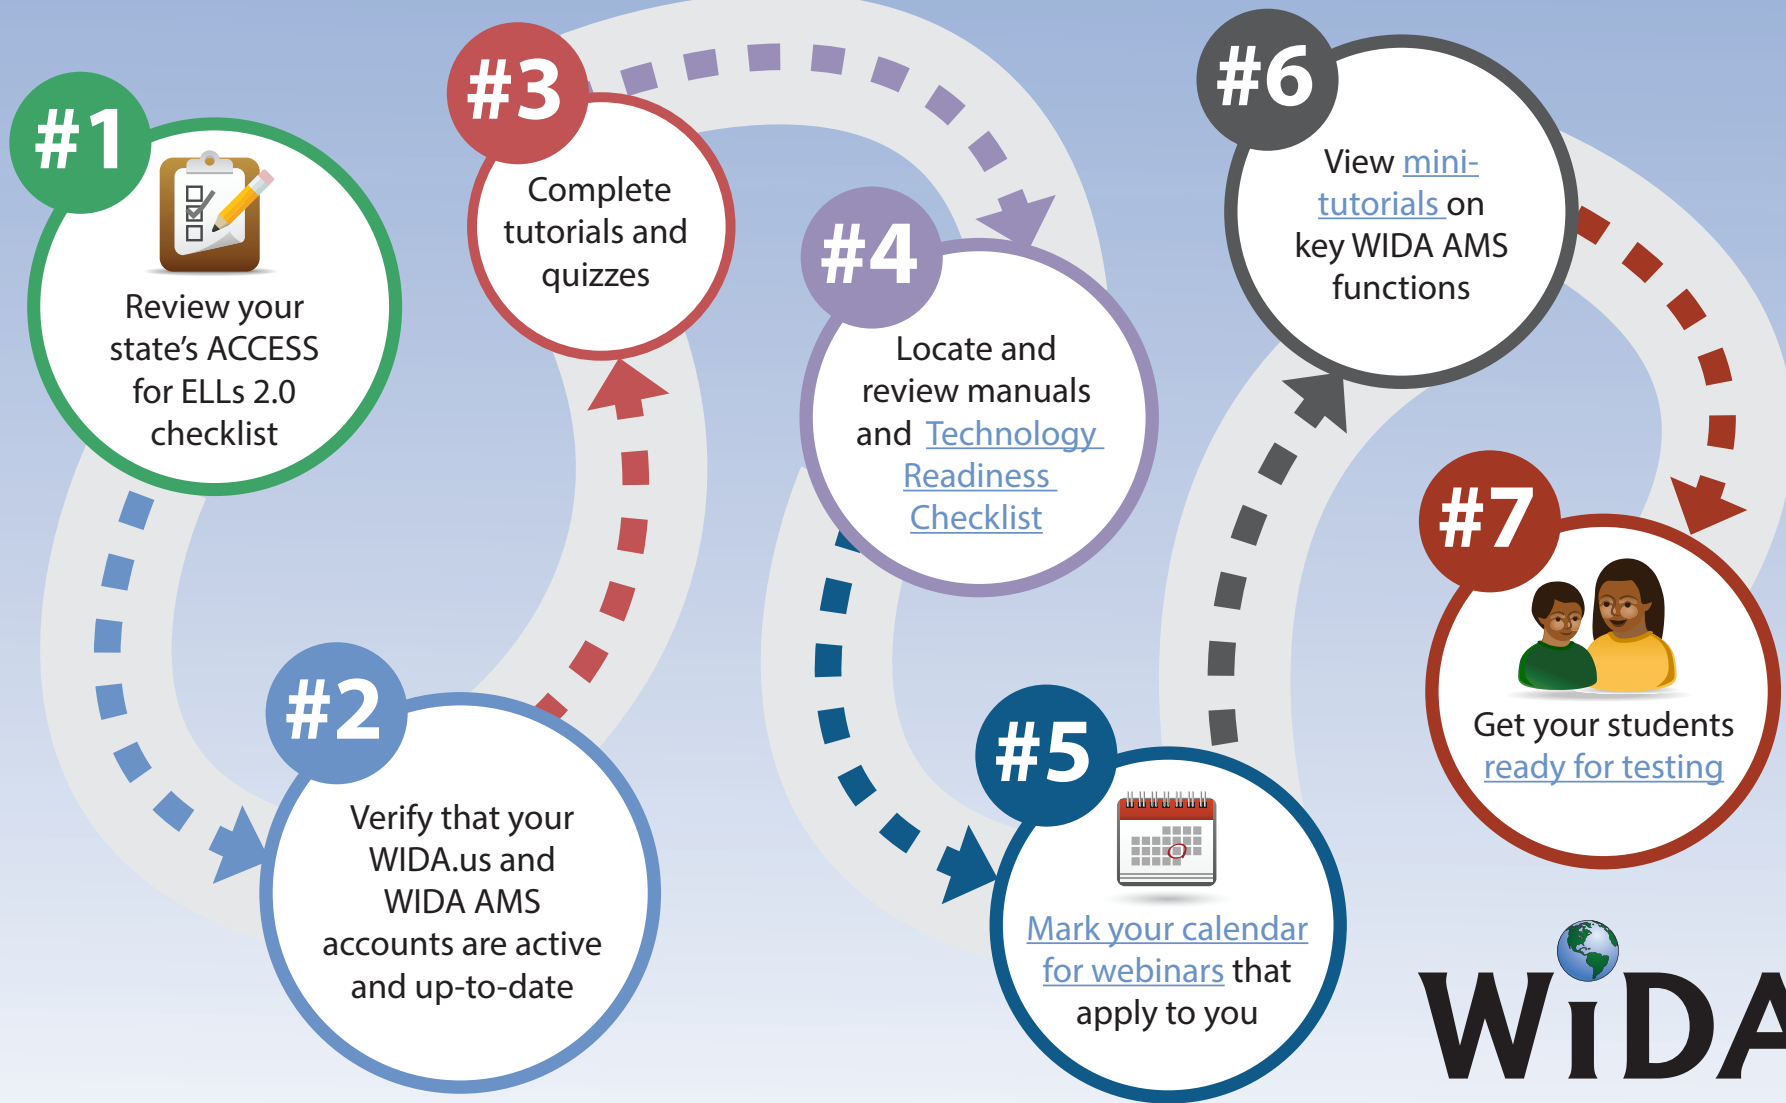 #1
Review your
state's ACCESS
for ELLs 2.0
checklist
#2
Verify that your
WIDA.us and
WIDA AMS
accounts are active
and up-to-date
#3
Complete
tutorials and
quizzes
#4
Locate and
review manuals
and Technology
Readiness
Checklist
#5
Mark your calendar
for webinars that
apply to you
#6
View mini-
tutorials on
key WIDA AMS
functions
#7
Get your students
ready for testing
WiDA